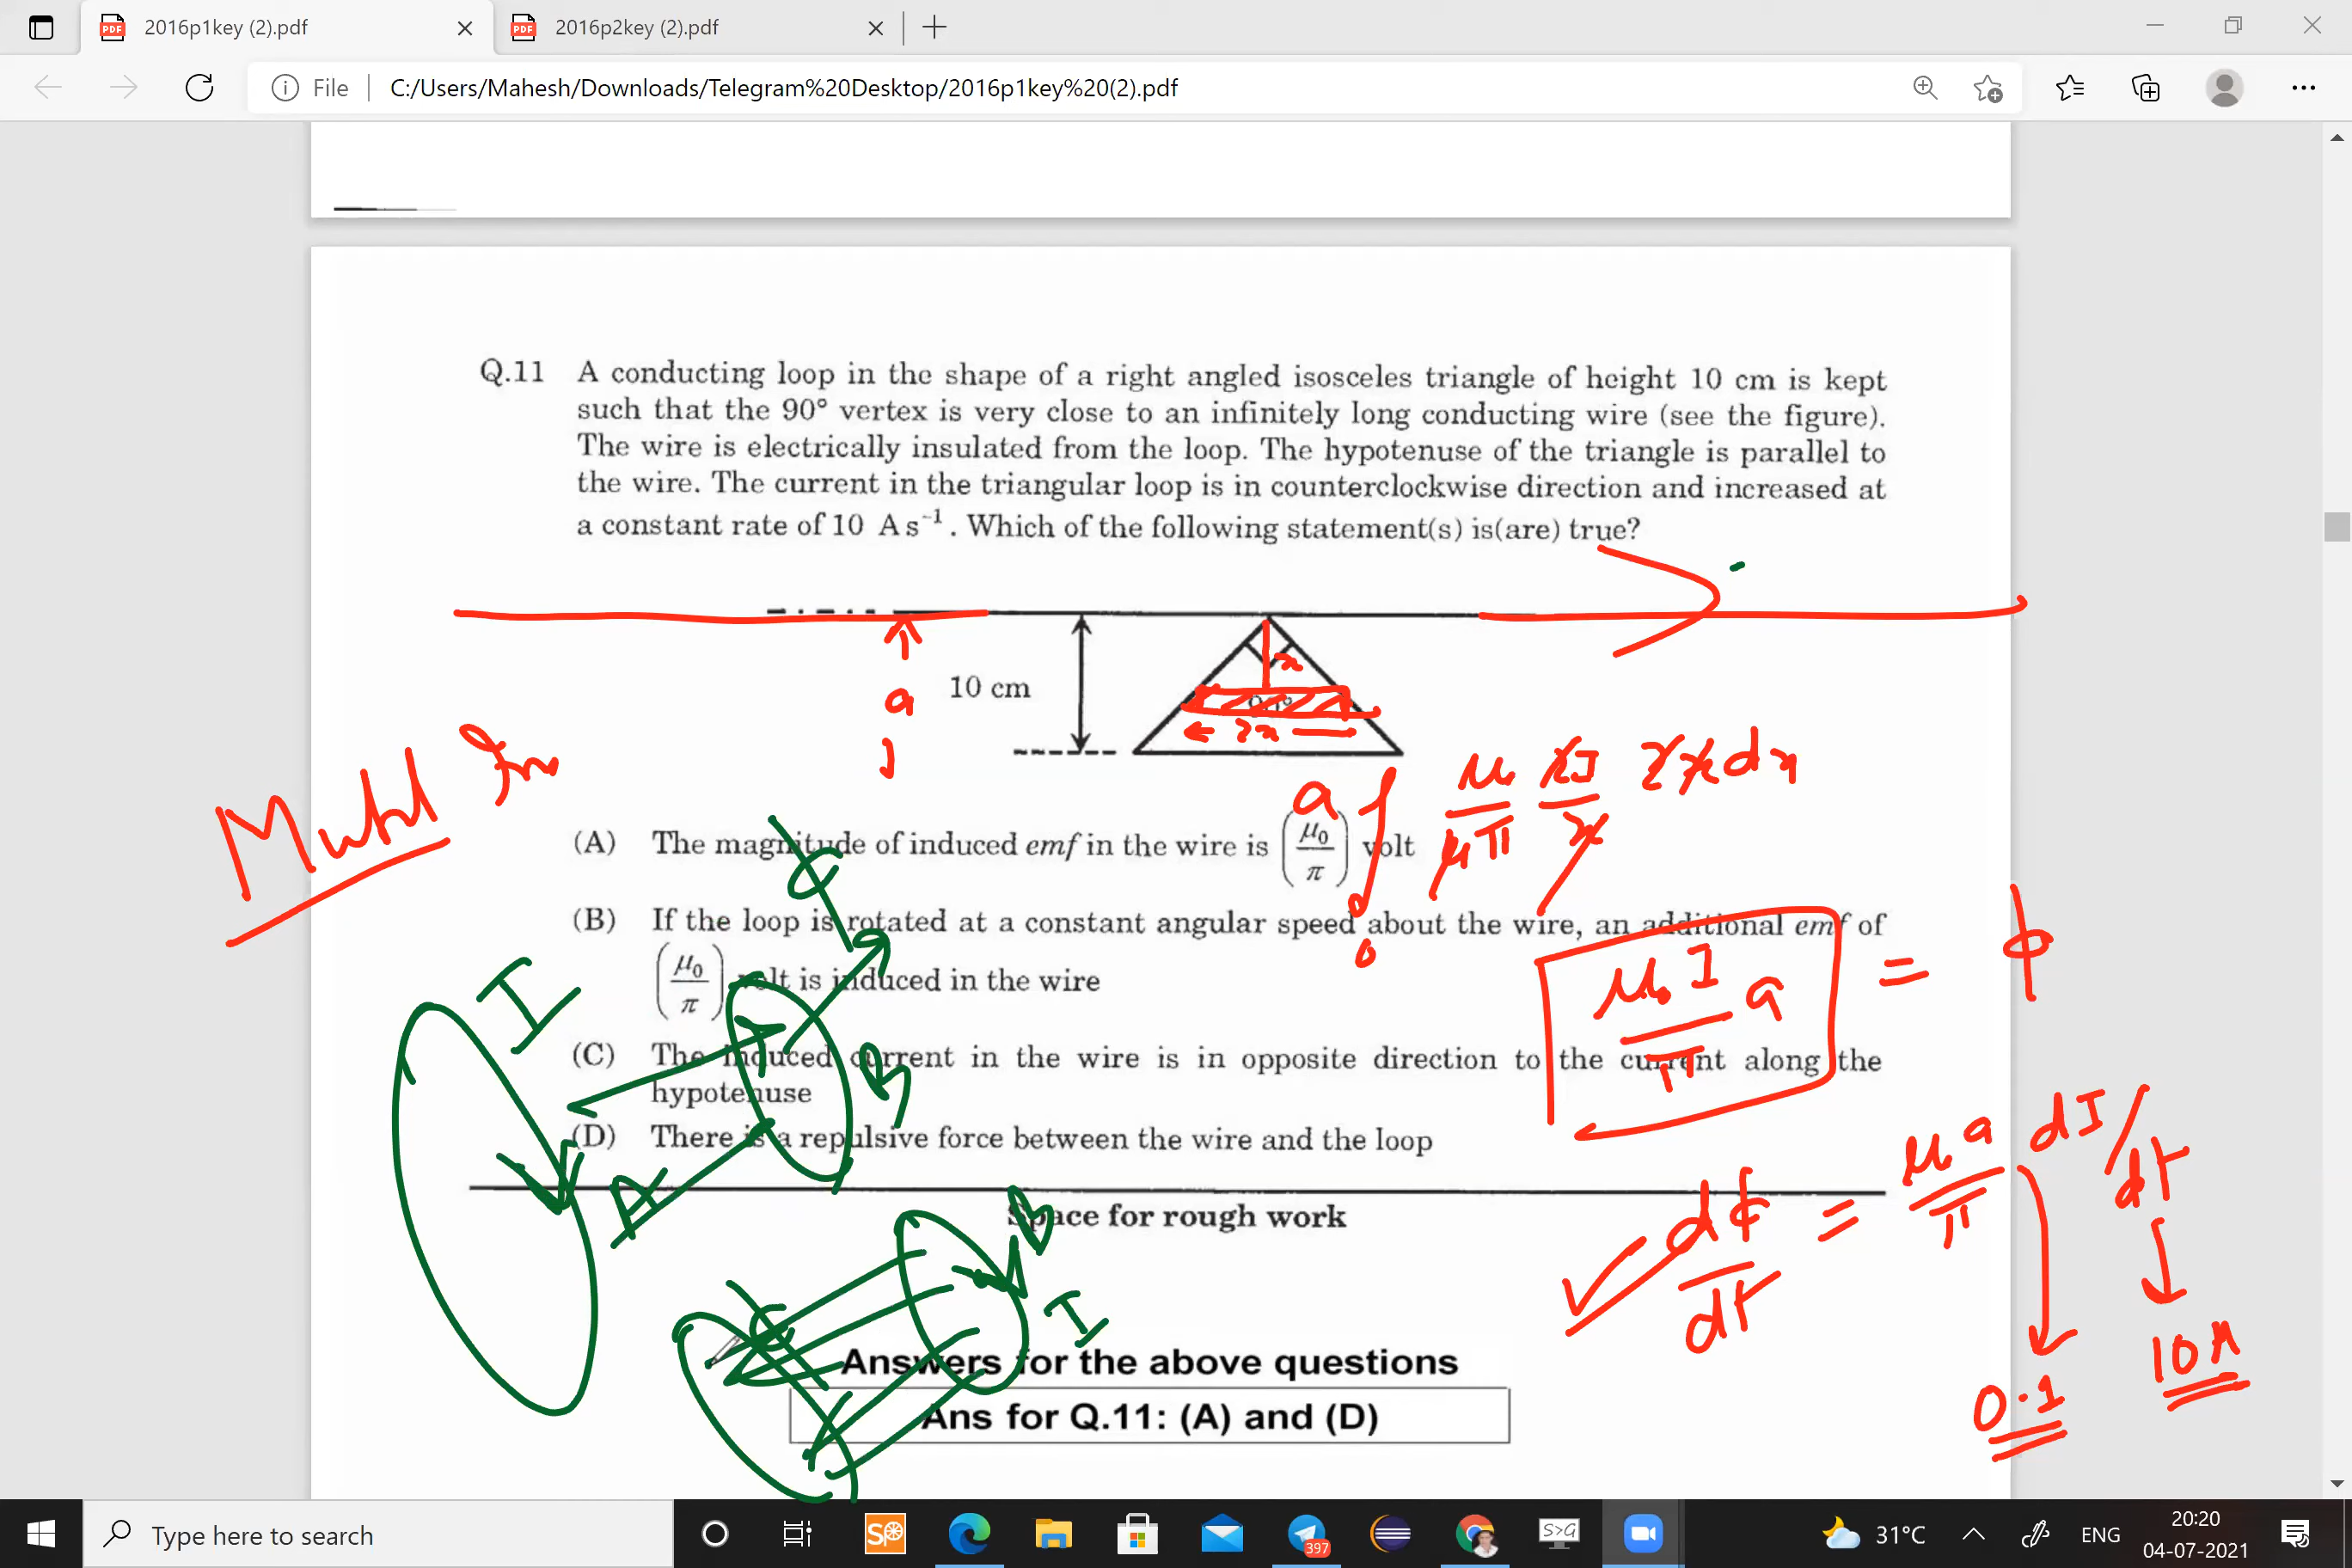 2016p1key (2).pdf
2016p2key (2).pdf
File
C:/Users/Mahesh/Downloads/Telegram%20Desktop/2016p1key%20(2).pdf
Q.11 A conducting loop in the shape of a right angled isosceles triangle of height 10 cm is kept
such that the 90° vertex is very close to an infinitely long conducting wire (see the figure).
The wire is electrically insulated from the loop. The hypotenuse of the triangle is parallel to
the wire. The current in the triangular loop is in counterclockwise direction and increased at
a constant rate of 10 A s⁻¹. Which of the following statement(s) is(are) true?
x
10 cm
a
2x
(A) The magnitude of induced emf in the wire is (μ₀/π) volt
(B) If the loop is rotated at a constant angular speed about the wire, an additional emf of
(μ₀/π) volt is induced in the wire
(C) The induced current in the wire is in opposite direction to the current along the
hypotenuse
(D) There is a repulsive force between the wire and the loop
μ₀ I a / π = ϕ
I
A
B
dϕ/dt = μ a/π dI/dt
0.1
10A
Space for rough work
B
I
Answers for the above questions
Ans for Q.11: (A) and (D)
Type here to search
397
S>G
31°C
ENG
20:20
04-07-2021